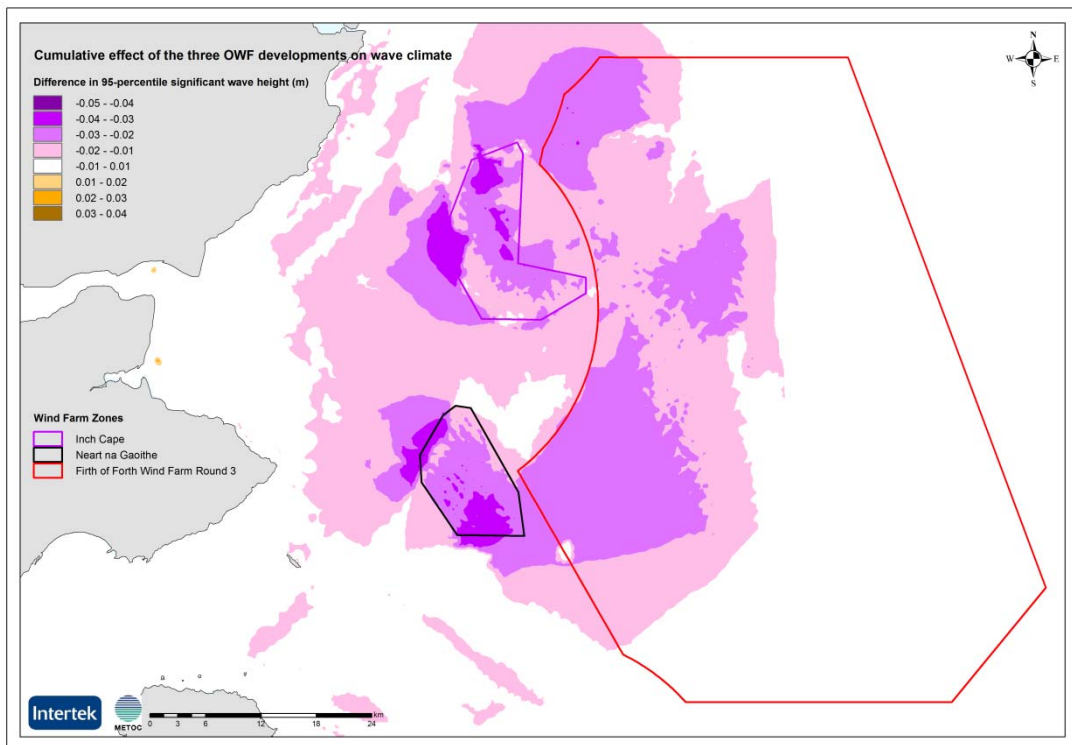 Cumulative effect of the three OWF developments on wave climate
Difference in 95-percentile significant wave height (m)
-0.05 - -0.04
-0.04 - -0.03
-0.03 - -0.02
-0.02 - -0.01
-0.01 - 0.01
0.01 - 0.02
0.02 - 0.03
0.03 - 0.04
N
W E
S
Wind Farm Zones
Inch Cape
Neart na Gaoithe
Firth of Forth Wind Farm Round 3
Intertek
METOC
km
0 3 6 12 18 24